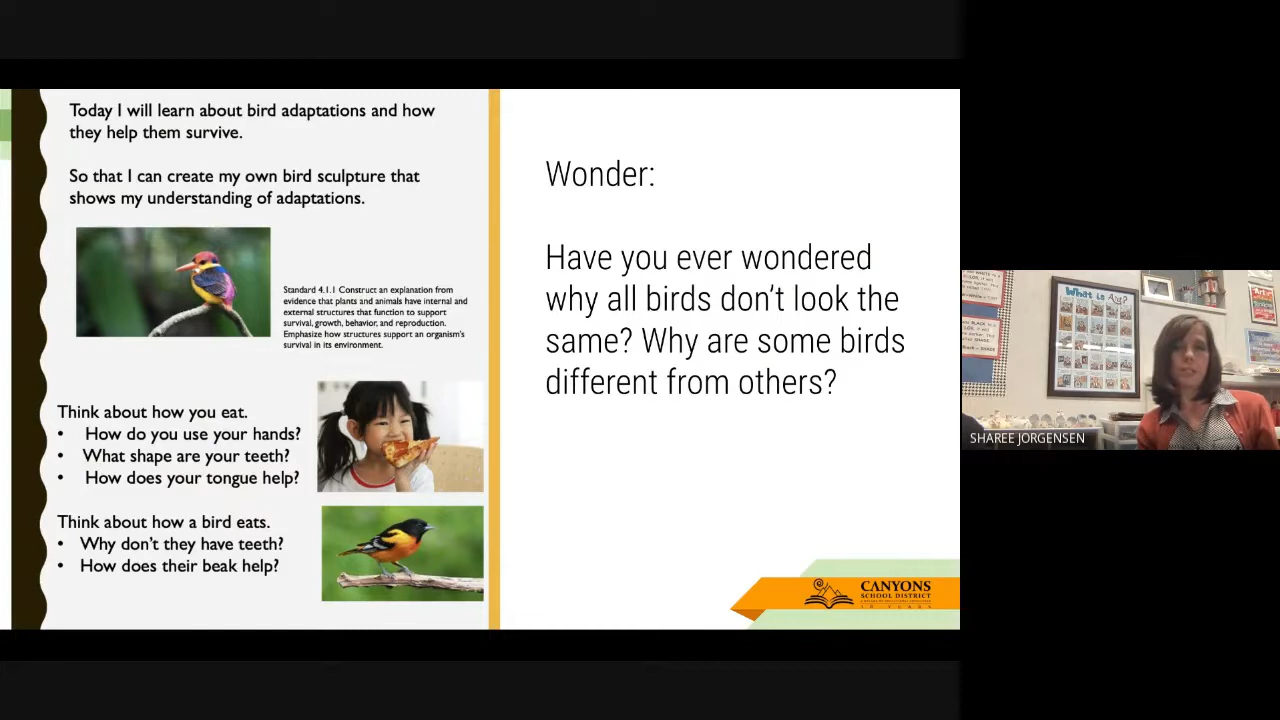 Today I will learn about bird adaptations and how
they help them survive.
So that I can create my own bird sculpture that
shows my understanding of adaptations.
Standard 4.1.1 Construct an explanation from
evidence that plants and animals have internal and
external structures that function to support
survival, growth, behavior, and reproduction.
Emphasize how structures support an organism's
survival in its environment.
Think about how you eat.
• How do you use your hands?
• What shape are your teeth?
• How does your tongue help?
Think about how a bird eats.
• Why don't they have teeth?
• How does their beak help?
Wonder:
Have you ever wondered
why all birds don't look the
same? Why are some birds
different from others?
CANYONS
SCHOOL DISTRICT
What is Art?
SHAREE JORGENSEN